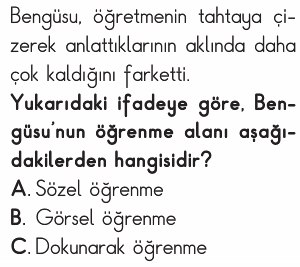 Bengüsu, öğretmenin tahtaya çi-
zerek anlattıklarının aklında daha
çok kaldığını farketti.
Yukarıdaki ifadeye göre, Ben-
güsu'nun öğrenme alanı aşağı-
dakilerden hangisidir?
A. Sözel öğrenme
B. Görsel öğrenme
C. Dokunarak öğrenme